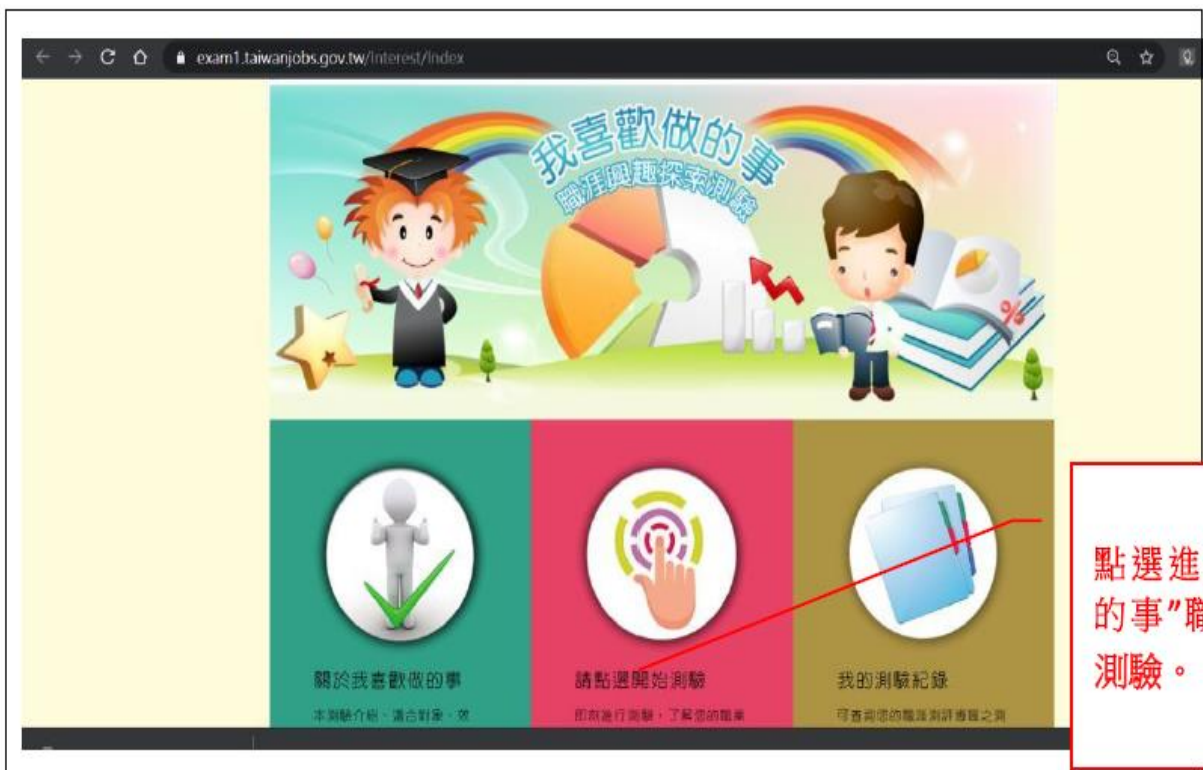 exam1.taiwanjobs.gov.tw/Interest/Index
我喜歡做的事
職涯興趣探索測驗
%
關於我喜歡做的事
本測驗介紹、適合對象、效
請點選開始測驗
即刻進行測驗，了解您的職業
我的測驗紀錄
可查詢您的職涯測評專區之測
點選進
的事”職
測驗。